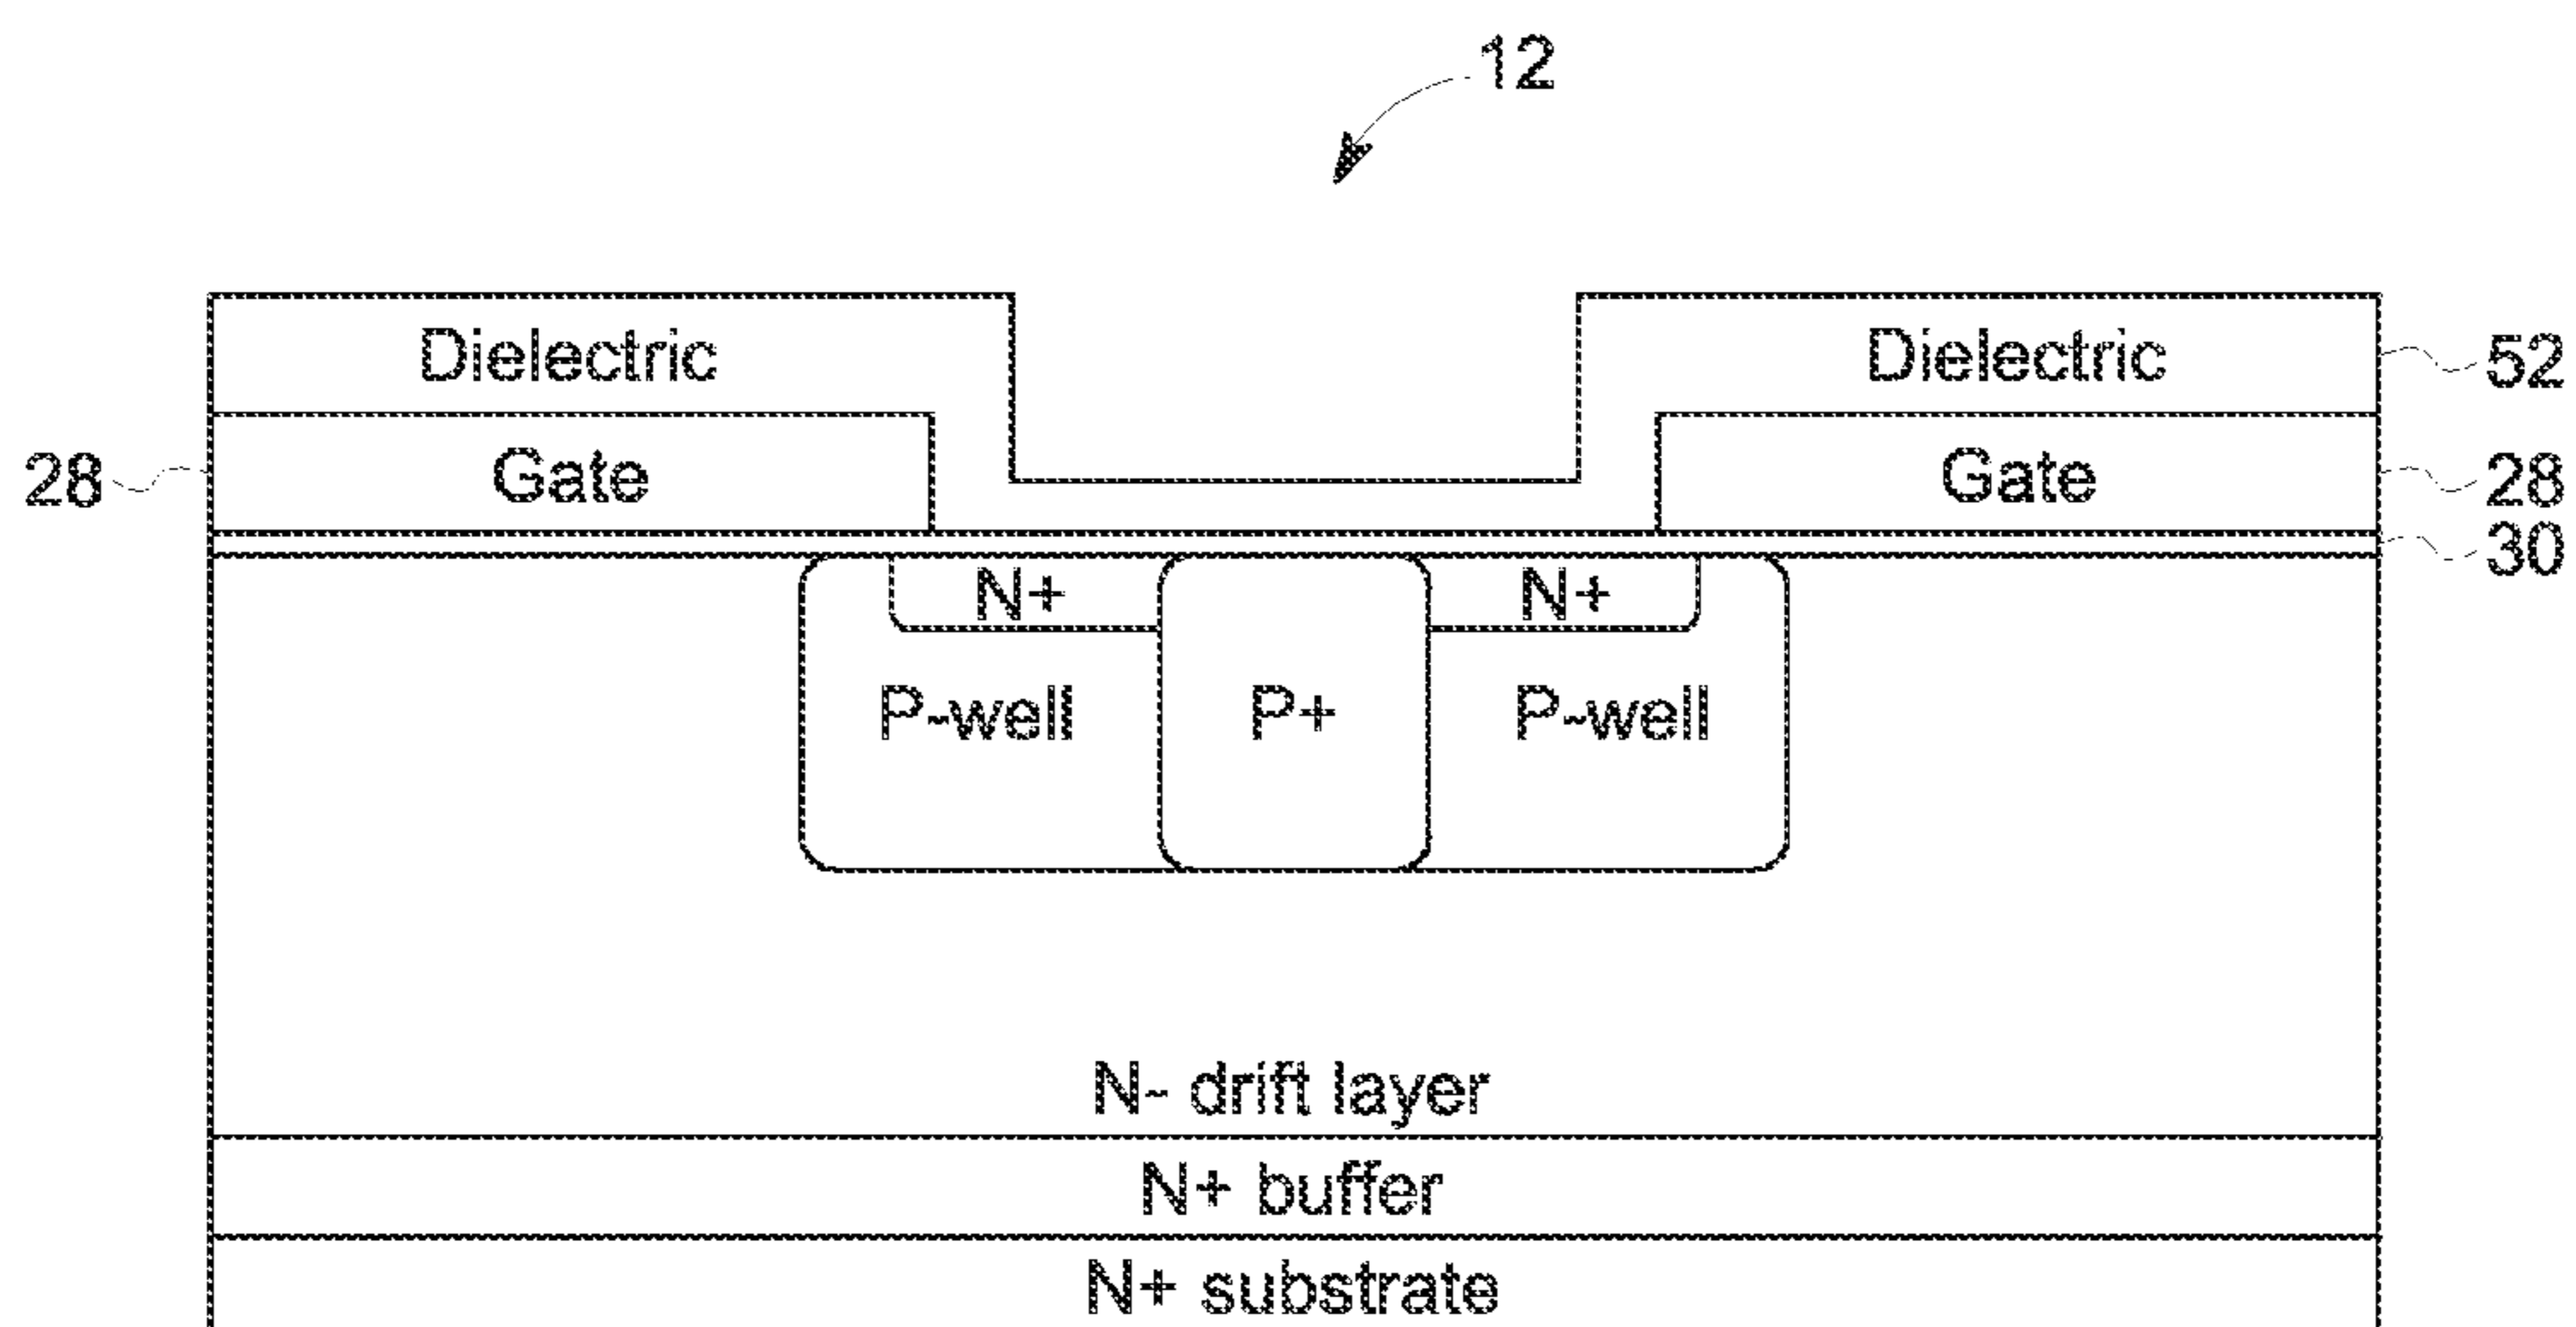 12
Dielectric Dielectric 52
28 Gate Gate 28
30
N+ N+
P-well P+ P-well
N- drift layer
N+ buffer
N+ substrate